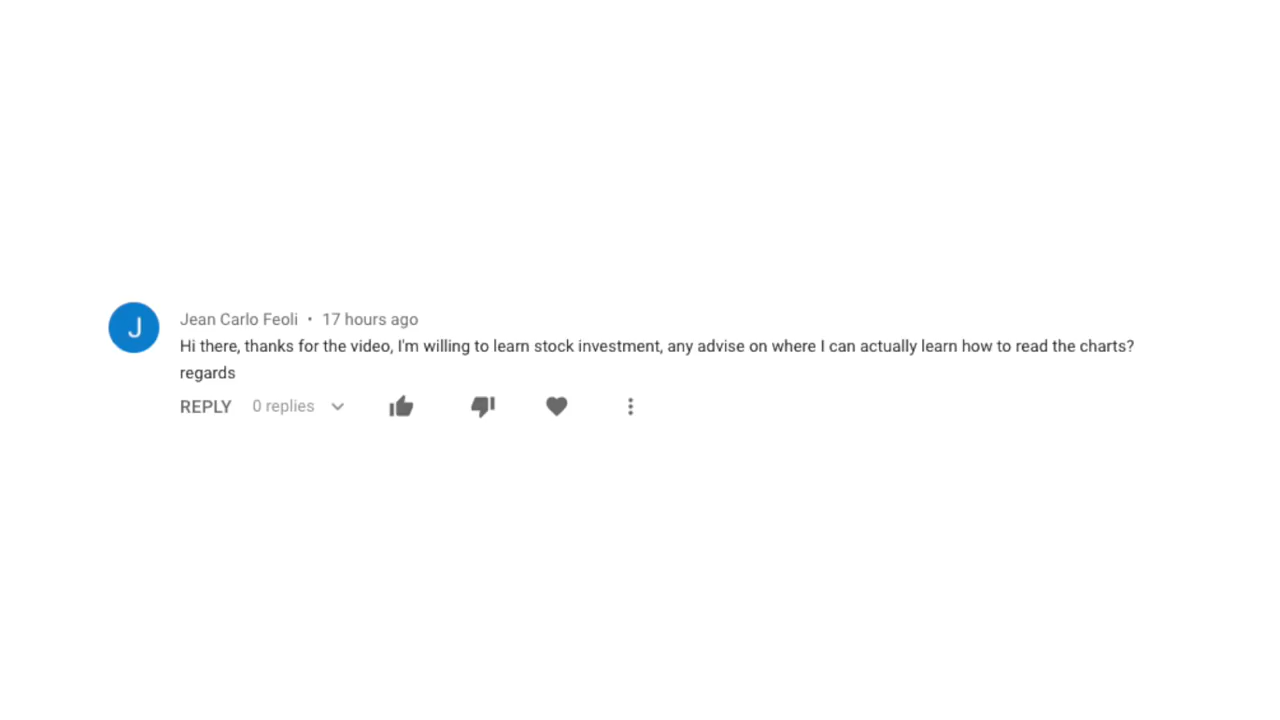 J
Jean Carlo Feoli • 17 hours ago
Hi there, thanks for the video, I'm willing to learn stock investment, any advise on where I can actually learn how to read the charts?
regards
REPLY 0 replies